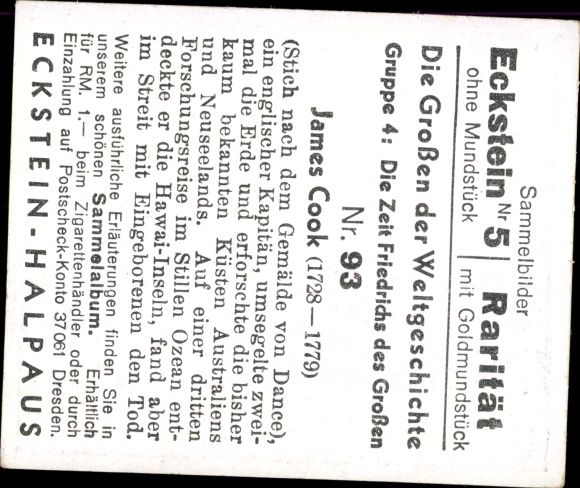 Sammelbilder
Eckstein Nr 5 | Rarität
ohne Mundstück | mit Goldmundstück
Die Großen der Weltgeschichte
Gruppe 4: Die Zeit Friedrichs des Großen
Nr. 93
James Cook (1728—1779)
(Stich nach dem Gemälde von Dance),
ein englischer Kapitän, umsegelte zwei-
mal die Erde und erforschte die bisher
kaum bekannten Küsten Australiens
und Neuseelands. Auf einer dritten
Forschungsreise im Stillen Ozean ent-
deckte er die Hawai-Inseln, fand aber
im Streit mit Eingeborenen den Tod.
Weitere ausführliche Erläuterungen finden Sie in
unserem schönen Sammelalbum. Erhältlich
für RM. 1.— beim Zigarettenhändler oder durch
Einzahlung auf Postscheck-Konto 37061 Dresden.
ECKSTEIN-HALPAUS